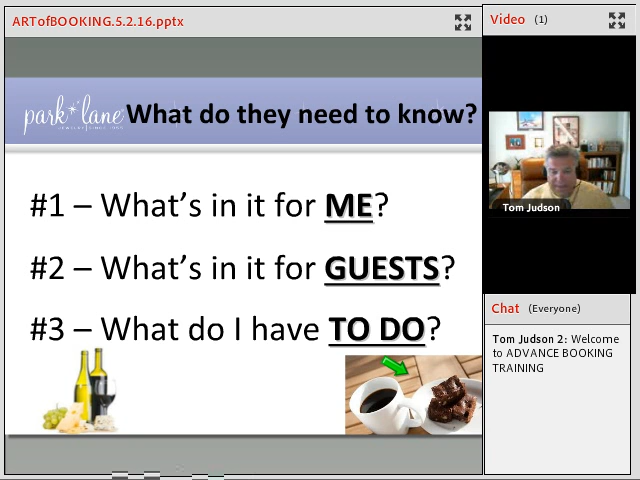 ARTofBOOKING.5.2.16.pptx
Video (1)
park lane
What do they need to know?
#1 – What's in it for ME?
#2 – What's in it for GUESTS?
#3 – What do I have TO DO?
Tom Judson
Chat (Everyone)
Tom Judson 2: Welcome
to ADVANCE BOOKING
TRAINING